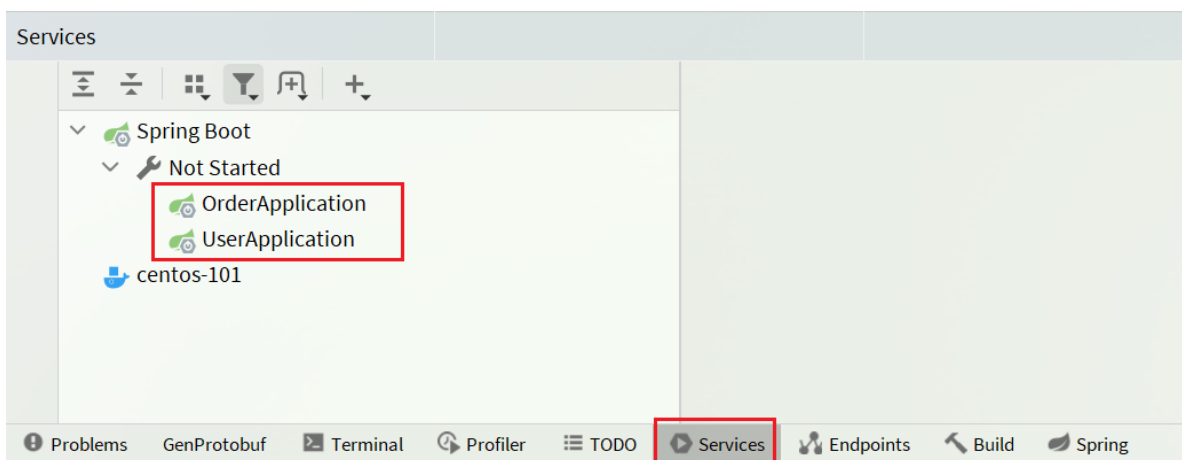 Services
Spring Boot
Not Started
OrderApplication
UserApplication
centos-101
Problems GenProtobuf Terminal Profiler TODO Services Endpoints Build Spring